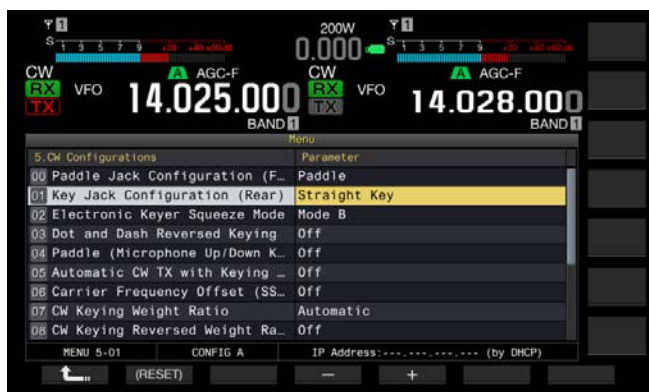 1 200W 1
S 1 3 5 7 9 +20 +40 +60dB 0.000 S 1 3 5 7 9 +20 +40 +60dB
CW A AGC-F CW A AGC-F
RX VFO 14.025.000 RX VFO 14.028.000
TX BAND 1 TX BAND 1
Menu
5.CW Configurations Parameter
00 Paddle Jack Configuration (F… Paddle
01 Key Jack Configuration (Rear) Straight Key
02 Electronic Keyer Squeeze Mode Mode B
03 Dot and Dash Reversed Keying Off
04 Paddle (Microphone Up/Down K… Off
05 Automatic CW TX with Keying … Off
06 Carrier Frequency Offset (SS… Off
07 CW Keying Weight Ratio Automatic
08 CW Keying Reversed Weight Ra… Off
MENU 5-01 CONFIG A IP Address:---.---.---.--- (by DHCP)
(RESET) − +